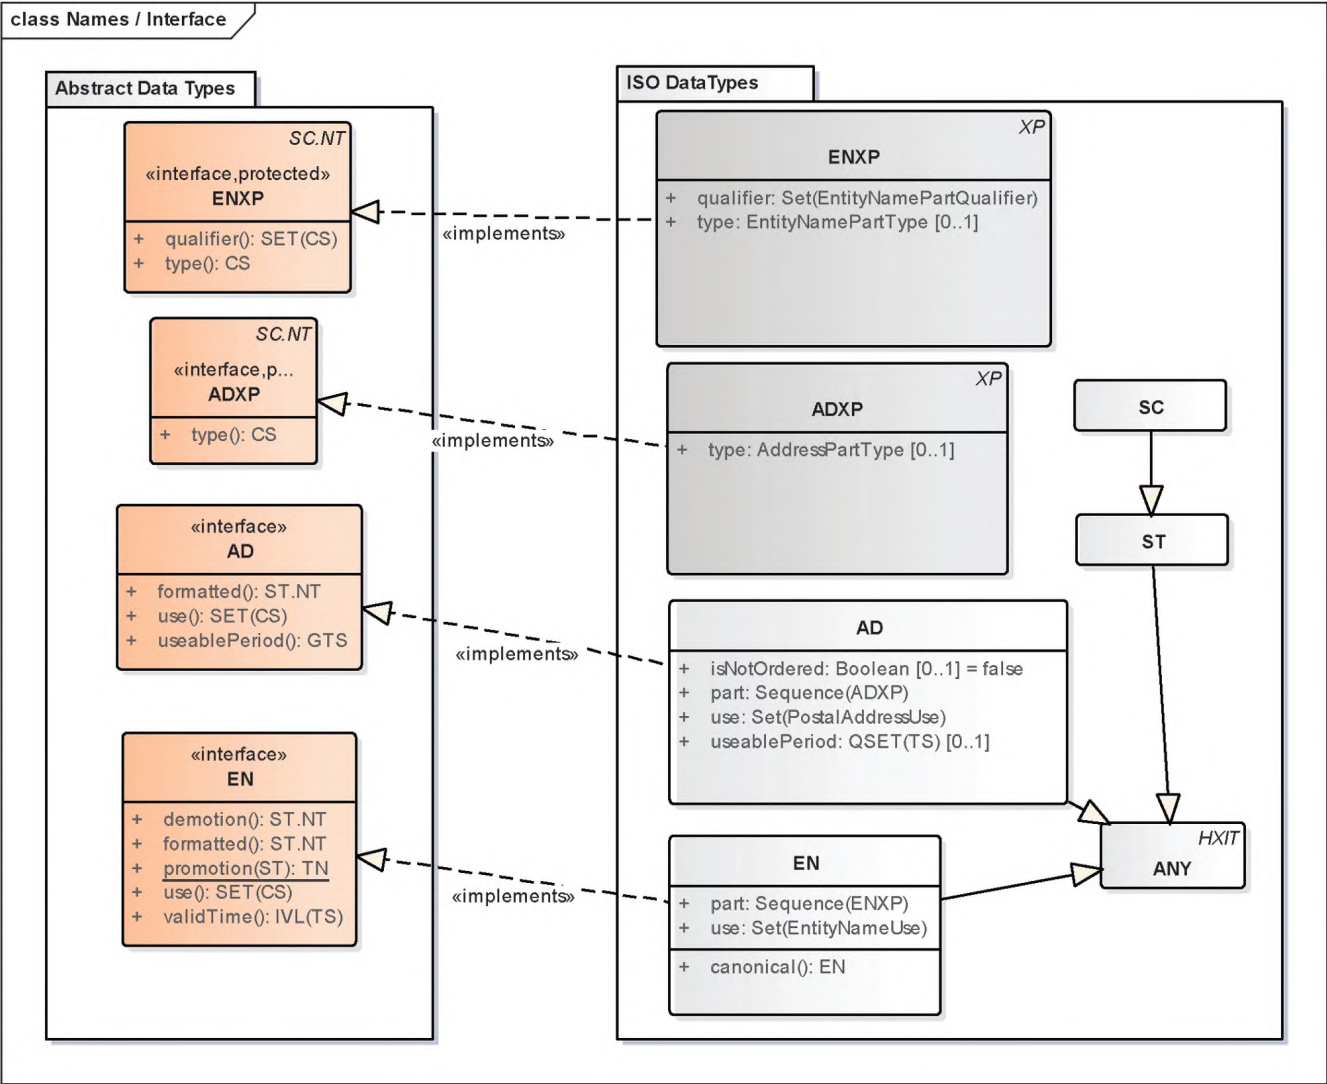 class Names / Interface
Abstract Data Types
SC.NT
«interface,protected»
ENXP
+ qualifier(): SET(CS)
+ type(): CS
SC.NT
«interface,p...
ADXP
+ type(): CS
«interface»
AD
+ formatted(): ST.NT
+ use(): SET(CS)
+ useablePeriod(): GTS
«interface»
EN
+ demotion(): ST.NT
+ formatted(): ST.NT
+ promotion(ST): TN
+ use(): SET(CS)
+ validTime(): IVL(TS)
«implements»
«implements»
«implements»
«implements»
ISO DataTypes
XP
ENXP
+ qualifier: Set(EntityNamePartQualifier)
+ type: EntityNamePartType [0..1]
XP
ADXP
+ type: AddressPartType [0..1]
SC
ST
AD
+ isNotOrdered: Boolean [0..1] = false
+ part: Sequence(ADXP)
+ use: Set(PostalAddressUse)
+ useablePeriod: QSET(TS) [0..1]
HXIT
ANY
EN
+ part: Sequence(ENXP)
+ use: Set(EntityNameUse)
+ canonical(): EN